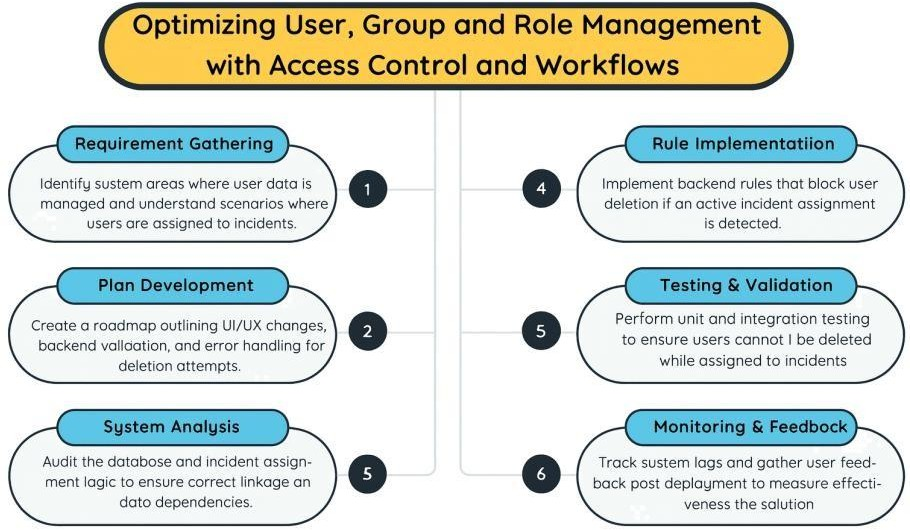 Optimizing User, Group and Role Management
with Access Control and Workflows
Requirement Gathering
1
Identify sustem areas where user data is
managed and understand scenarios where
users are assigned to incidents.
Plan Development
2
Create a roadmap outlining UI/UX changes,
backend vallaation, and error handling for
deletion attempts.
System Analysis
5
Audit the databose and incident assign-
ment logic to ensure correct linkage an
dato dependencies.
Rule Implementatiion
4
Implement backend rules that block user
deletion if an active incident assignment
is detected.
Testing & Validation
5
Perform unit and integration testing
to ensure users cannot I be deleted
while assigned to incidents
Monitoring & Feedbock
6
Track sustem lags and gather user feed-
back post deplayment to measure effecti-
veness the salution